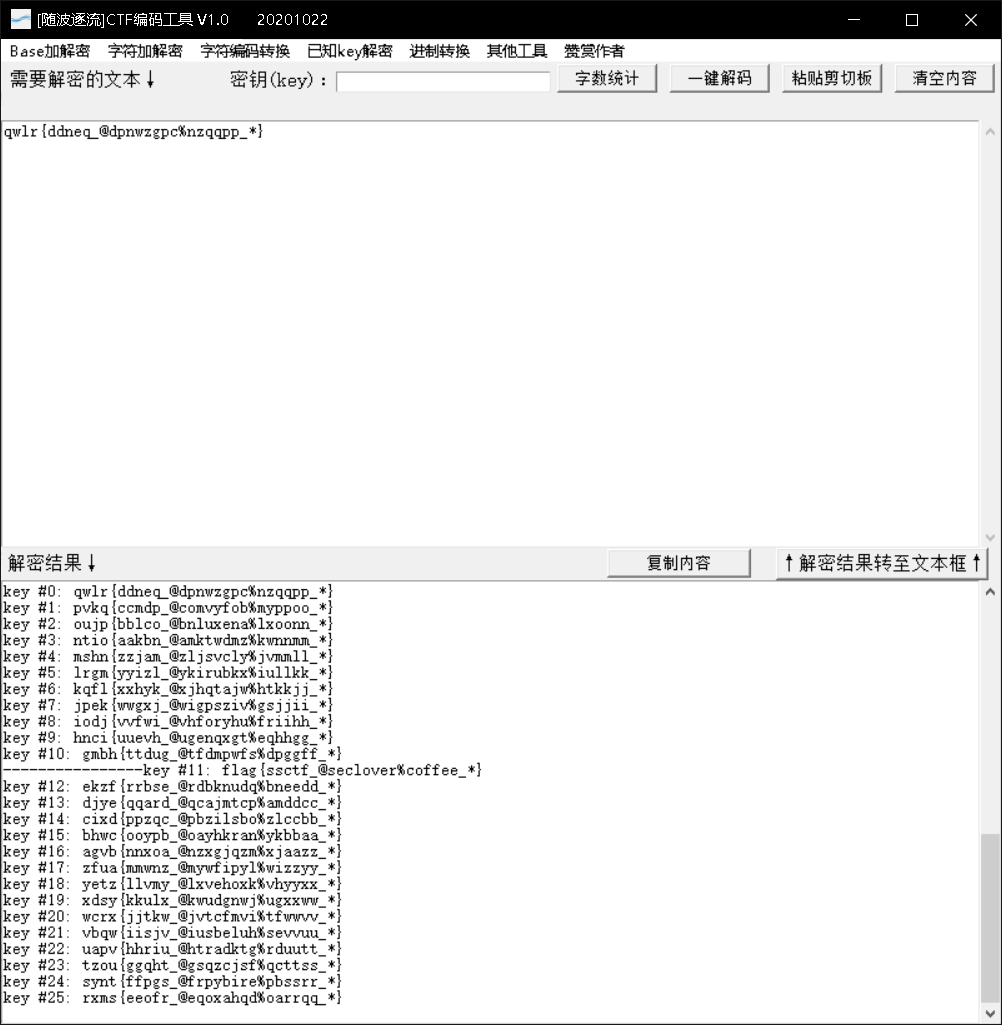 [随波逐流]CTF编码工具 V1.0 20201022
Base加解密 字符加解密 字符编码转换 已知key解密 进制转换 其他工具 赞赏作者
需要解密的文本↓ 密钥(key)： 字数统计 一键解码 粘贴剪切板 清空内容
qwlr{ddneq_@dpnwzgpc%nzqqpp_*}
解密结果↓ 复制内容 ↑解密结果转至文本框↑
key #0: qwlr{ddneq_@dpnwzgpc%nzqqpp_*}
key #1: pvkq{ccmdp_@comvyfob%myppoo_*}
key #2: oujp{bblco_@bnluxena%lxoonn_*}
key #3: ntio{aakbn_@amktwdmz%kwnnmm_*}
key #4: mshn{zzjam_@zljsvcly%jvmmll_*}
key #5: lrgm{yyizl_@ykirubkx%iullkk_*}
key #6: kqfl{xxhyk_@xjhqtajw%htkkjj_*}
key #7: jpek{wwgxj_@wigpsziv%gsjjii_*}
key #8: iodj{vvfwi_@vhforyhu%friihh_*}
key #9: hnci{uuevh_@ugenqxgt%eqhhgg_*}
key #10: gmbh{ttdug_@tfdmpwfs%dpggff_*}
----------------key #11: flag{ssctf_@seclover%coffee_*}
key #12: ekzf{rrbse_@rdbknudq%bneedd_*}
key #13: djye{qqard_@qcajmtcp%amddcc_*}
key #14: cixd{ppzqc_@pbzilsbo%zlccbb_*}
key #15: bhwc{ooypb_@oayhkran%ykbbaa_*}
key #16: agvb{nnxoa_@nzxgjqzm%xjaazz_*}
key #17: zfua{mmwnz_@mywfipyl%wizzyy_*}
key #18: yetz{llvmy_@lxvehoxk%vhyyxx_*}
key #19: xdsy{kkulx_@kwudgnwj%ugxxww_*}
key #20: wcrx{jjtkw_@jvtcfmvi%tfwwvv_*}
key #21: vbqw{iisjv_@iusbeluh%sevvuu_*}
key #22: uapv{hhriu_@htradktg%rduutt_*}
key #23: tzou{ggqht_@gsqzcjsf%qcttss_*}
key #24: synt{ffpgs_@frpybire%pbssrr_*}
key #25: rxms{eeofr_@eqoxahqd%oarrqq_*}